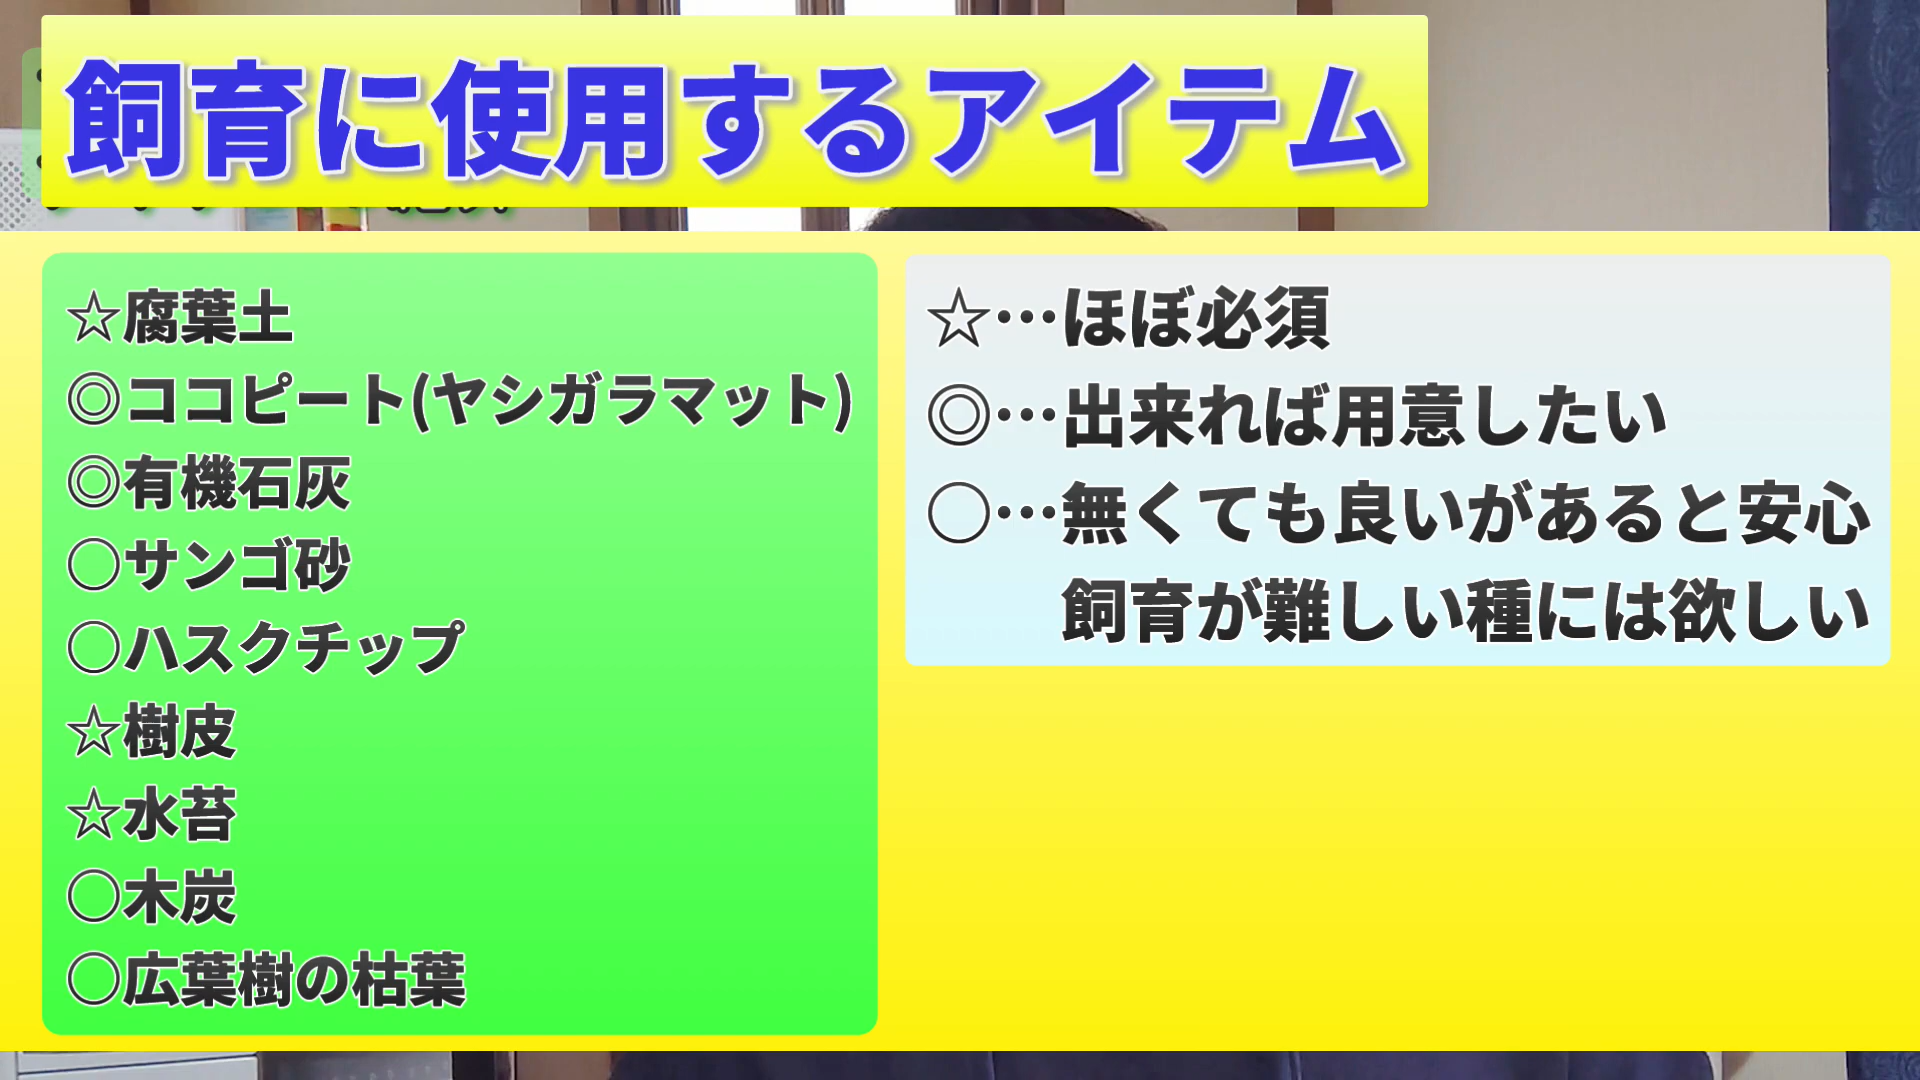 飼育に使用するアイテム
☆腐葉土
◎ココピート(ヤシガラマット)
◎有機石灰
○サンゴ砂
○ハスクチップ
☆樹皮
☆水苔
○木炭
○広葉樹の枯葉
☆…ほぼ必須
◎…出来れば用意したい
○…無くても良いがあると安心
飼育が難しい種には欲しい